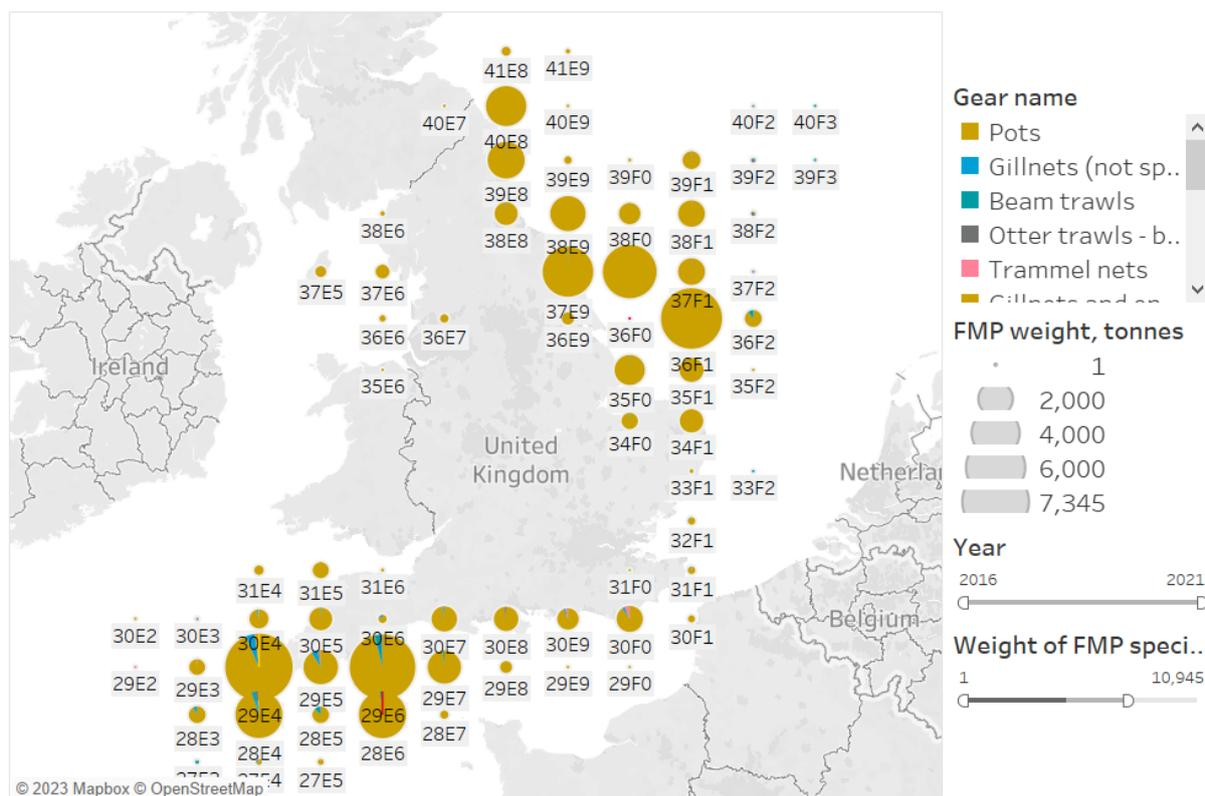 41E8 41E9
40E7 40E8 40E9 40F2 40F3
39E8 39E9 39F0 39F1 39F2 39F3
38E6 38E8 38E9 38F0 38F1 38F2
37E5 37E6 37E9 37F1 37F2
36E6 36E7 36E9 36F0 36F1 36F2
Ireland
35E6 35F0 35F1 35F2
34F0 34F1
United
Kingdom
Netherlan
33F1 33F2
32F1
31E4 31E5 31E6 31F0 31F1
30E2 30E3 30E4 30E5 30E6 30E7 30E8 30E9 30F0 30F1
Belgium
29E2 29E3 29E4 29E5 29E6 29E7 29E8 29E9 29F0
28E3 28E4 28E5 28E6 28E7
27E5
© 2023 Mapbox © OpenStreetMap
Gear name
Pots
Gillnets (not sp..
Beam trawls
Otter trawls - b..
Trammel nets
Gillnets and en
FMP weight, tonnes
1
2,000
4,000
6,000
7,345
Year
2016 2021
Weight of FMP speci..
1 10,945